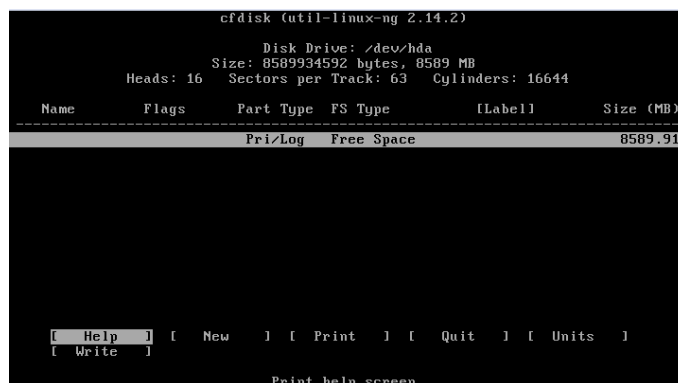 cfdisk (util-linux-ng 2.14.2)
Disk Drive: /dev/hda
Size: 8589934592 bytes, 8589 MB
Heads: 16   Sectors per Track: 63   Cylinders: 16644
Name   Flags   Part Type   FS Type   [Label]   Size (MB)
Pri/Log   Free Space   8589.91
[ Help ] [ New ] [ Print ] [ Quit ] [ Units ]
[ Write ]
Print help screen